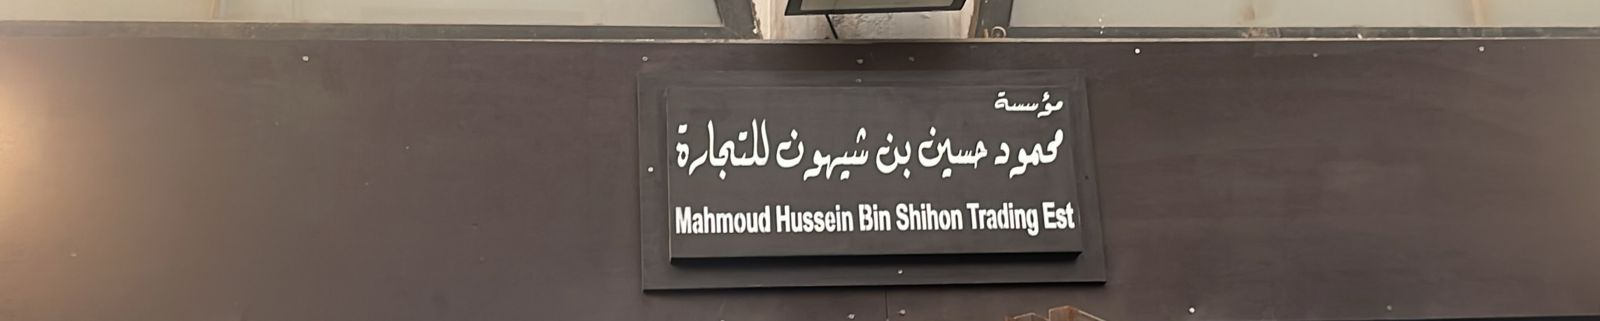 مؤسسة
محمود حسين بن شيهون للتجارة
Mahmoud Hussein Bin Shihon Trading Est